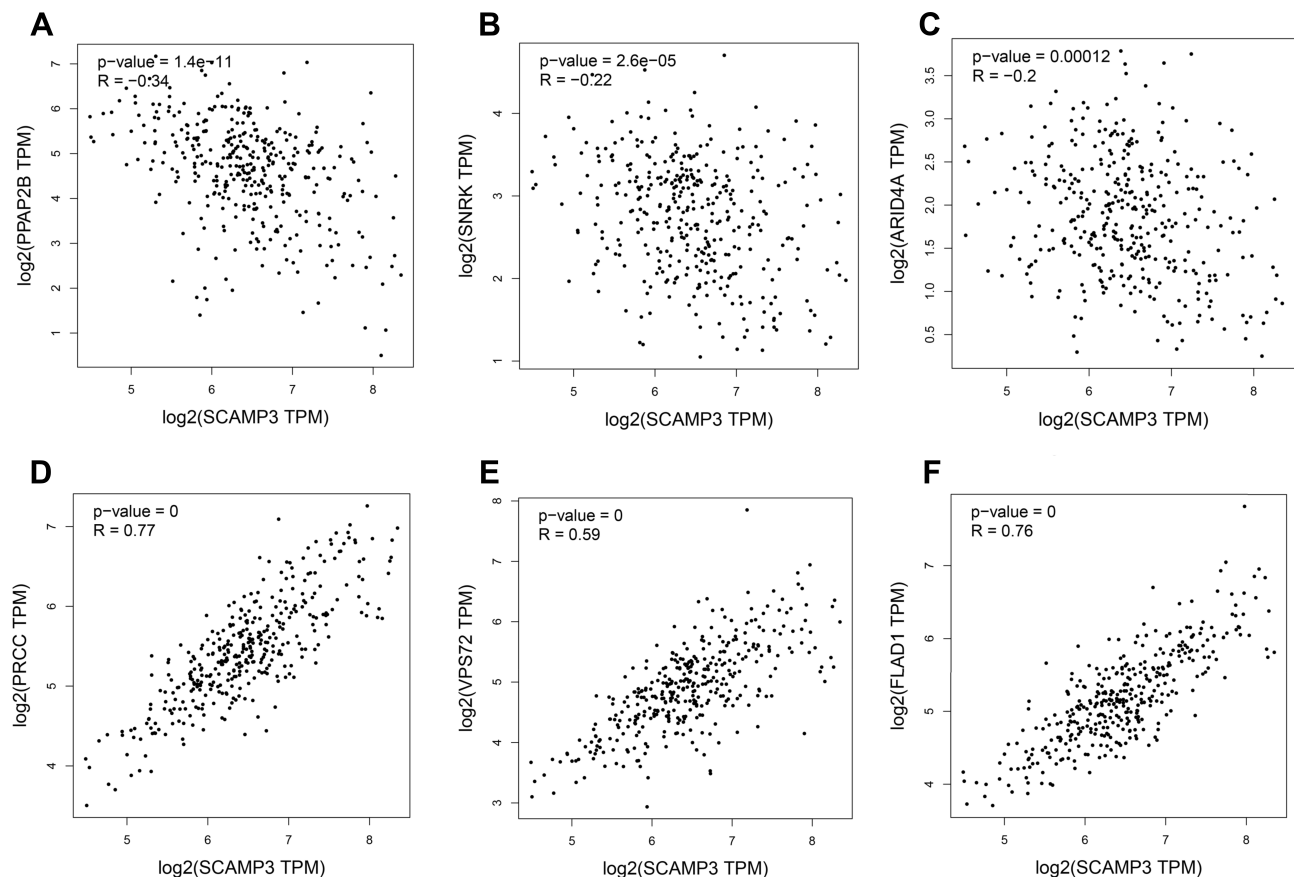 A
p−value = 1.4e−11
R = −0.34
log2(PPAP2B TPM)
7
6
5
4
3
2
1
5 6 7 8
log2(SCAMP3 TPM)
B
p−value = 2.6e−05
R = −0.22
log2(SNRK TPM)
4
3
2
1
5 6 7 8
log2(SCAMP3 TPM)
C
p−value = 0.00012
R = −0.2
log2(ARID4A TPM)
3.5
3.0
2.5
2.0
1.5
1.0
0.5
5 6 7 8
log2(SCAMP3 TPM)
D
p−value = 0
R = 0.77
log2(PRCC TPM)
7
6
5
4
5 6 7 8
log2(SCAMP3 TPM)
E
p−value = 0
R = 0.59
log2(VPS72 TPM)
8
7
6
5
4
3
5 6 7 8
log2(SCAMP3 TPM)
F
p−value = 0
R = 0.76
log2(FLAD1 TPM)
7
6
5
4
5 6 7 8
log2(SCAMP3 TPM)